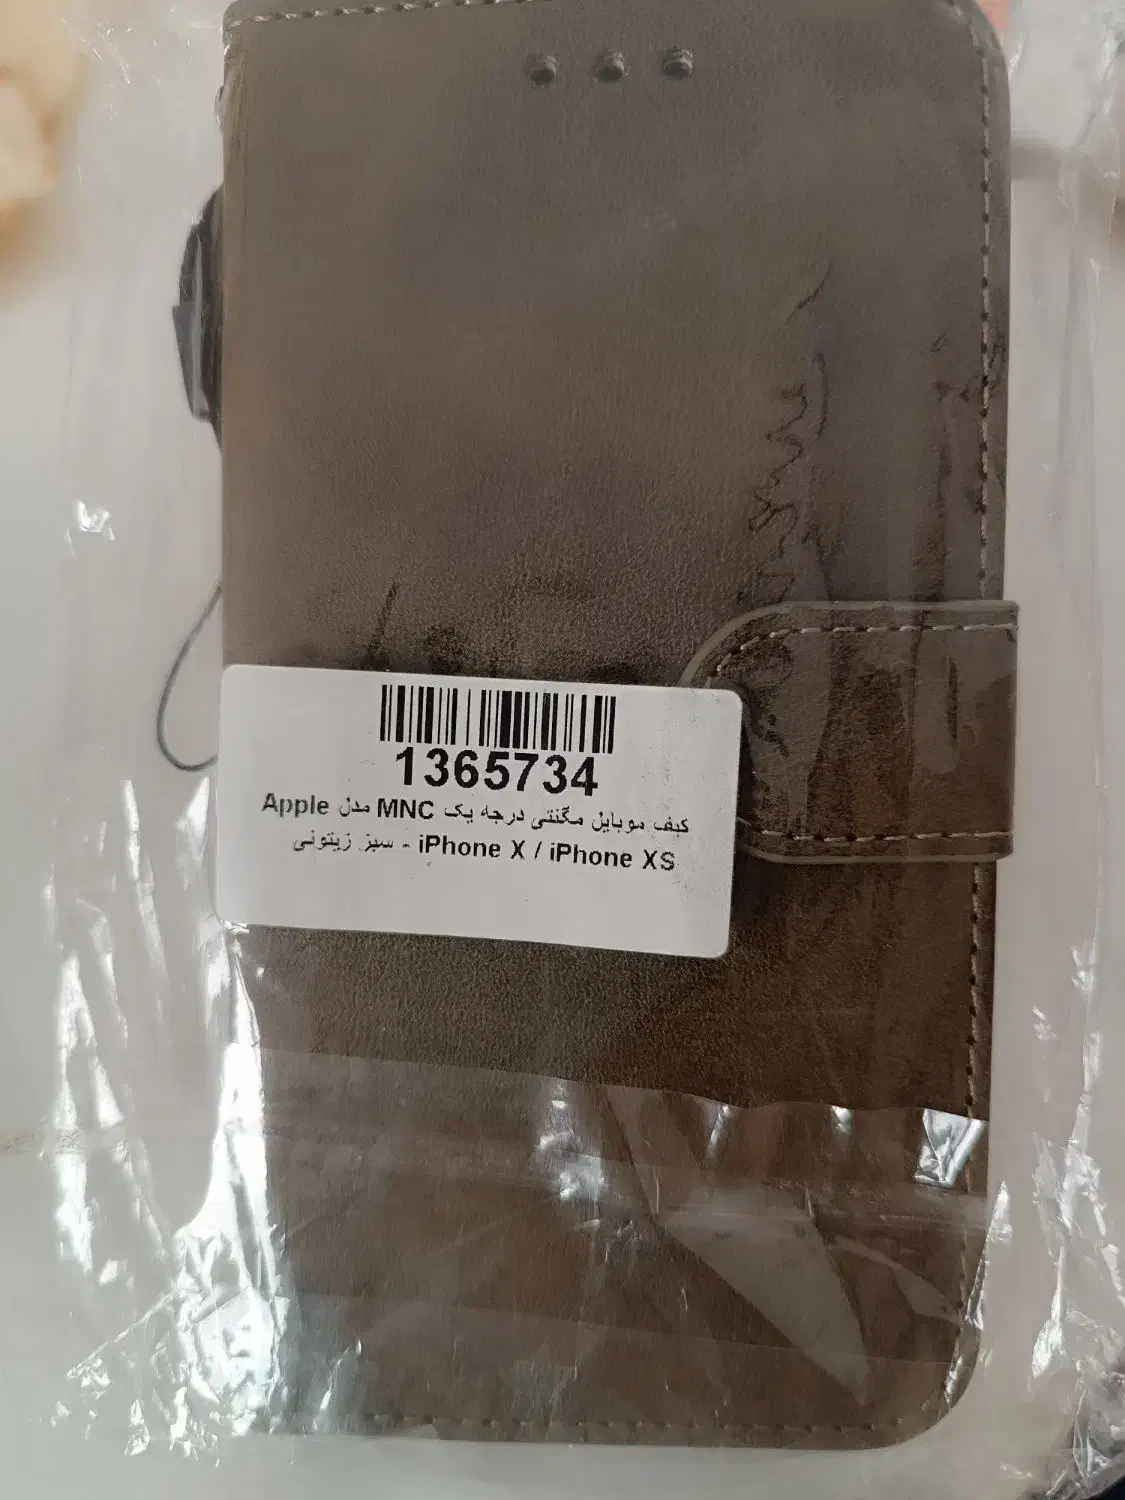 1365734
کیف موبایل مگنتی درجه یک MNC مدل Apple
iPhone X / iPhone XS - سبز زیتونی